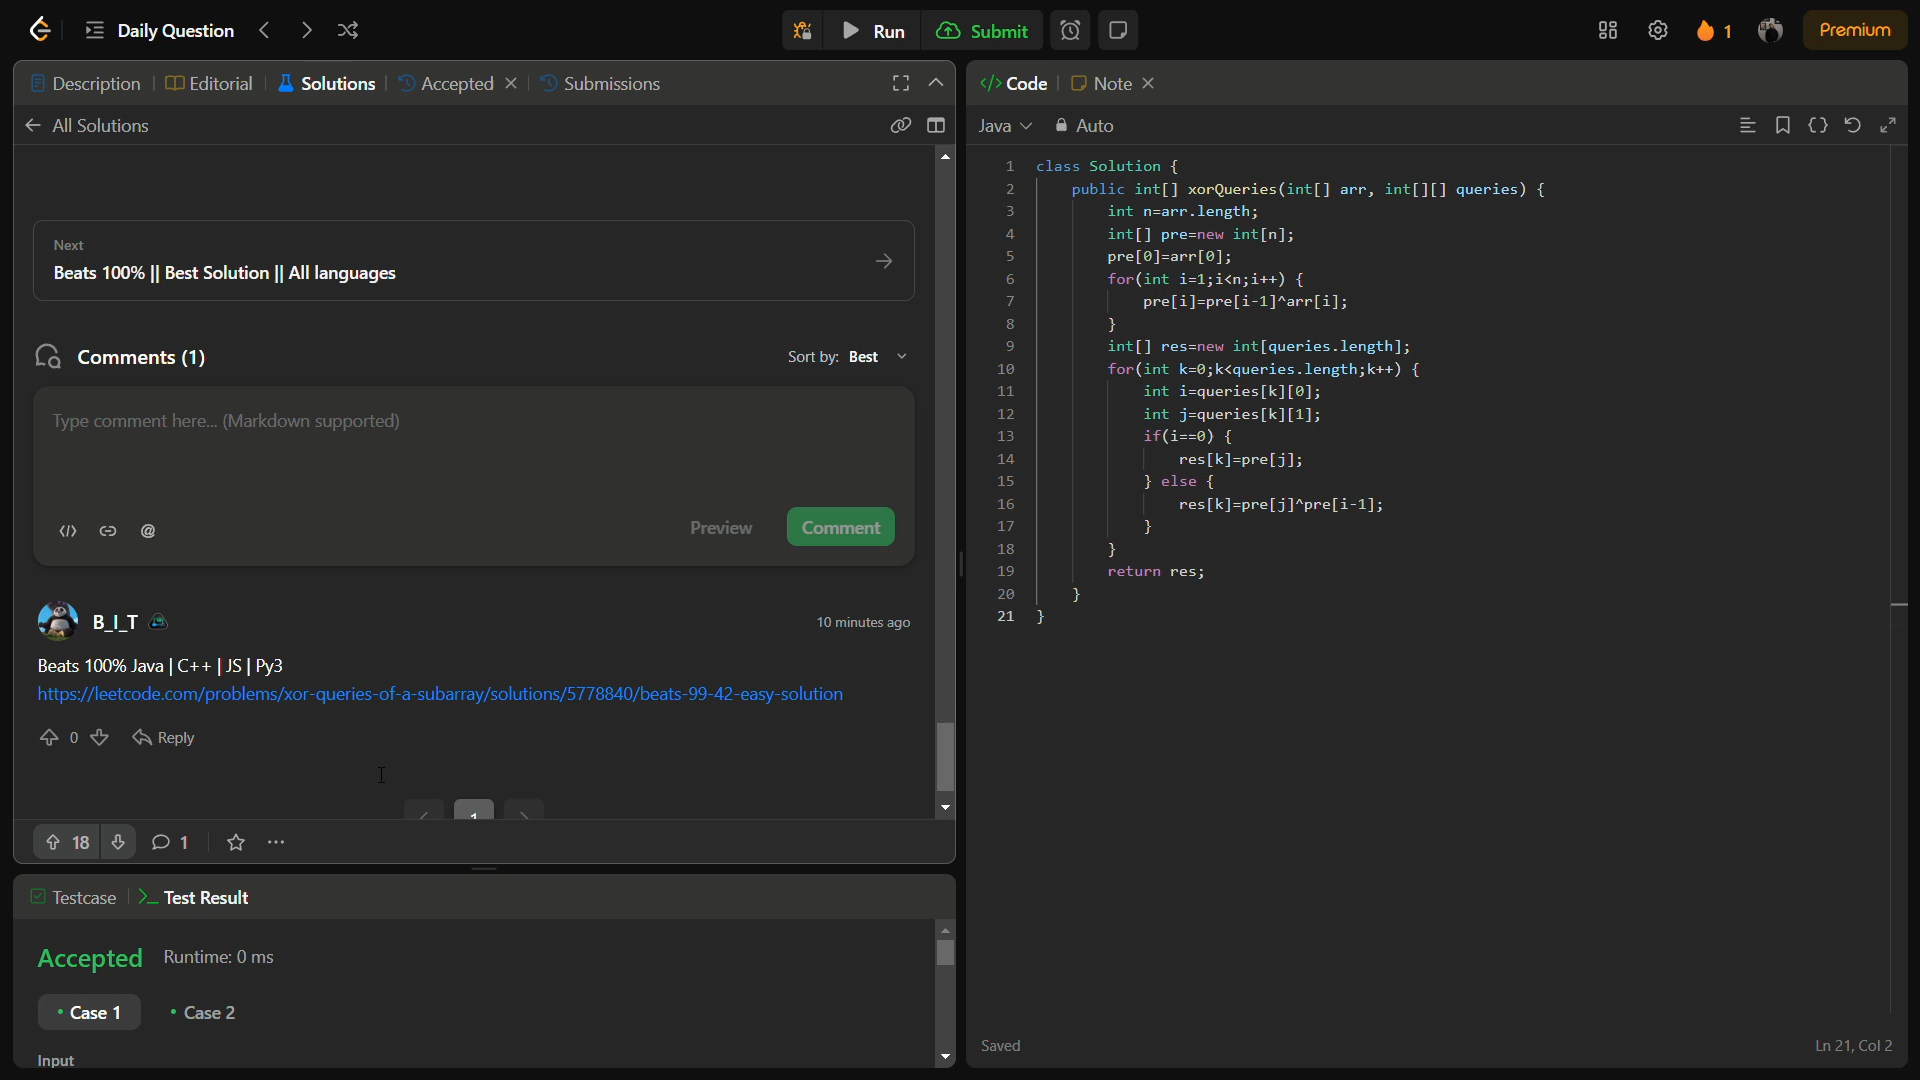 Daily Question
Run
Submit
1
Premium
Description
Editorial
Solutions
Accepted
Submissions
All Solutions
Next
Beats 100% || Best Solution || All languages
Comments (1)
Sort by: Best
Type comment here... (Markdown supported)
Preview
Comment
B_I_T
10 minutes ago
Beats 100% Java | C++ | JS | Py3
https://leetcode.com/problems/xor-queries-of-a-subarray/solutions/5778840/beats-99-42-easy-solution
0
Reply
1
18
1
Testcase
Test Result
Accepted
Runtime: 0 ms
Case 1
Case 2
Input
</> Code
Note
Java
Auto
1 class Solution {
2 public int[] xorQueries(int[] arr, int[][] queries) {
3 int n=arr.length;
4 int[] pre=new int[n];
5 pre[0]=arr[0];
6 for(int i=1;i<n;i++) {
7 pre[i]=pre[i-1]^arr[i];
8 }
9 int[] res=new int[queries.length];
10 for(int k=0;k<queries.length;k++) {
11 int i=queries[k][0];
12 int j=queries[k][1];
13 if(i==0) {
14 res[k]=pre[j];
15 } else {
16 res[k]=pre[j]^pre[i-1];
17 }
18 }
19 return res;
20 }
21 }
Saved
Ln 21, Col 2